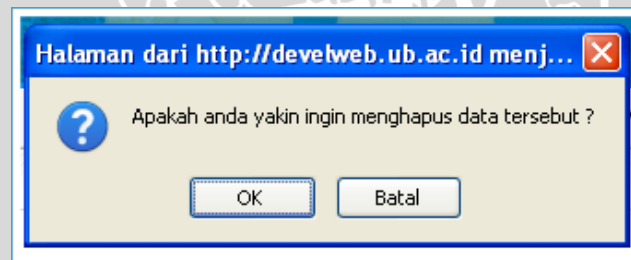 Halaman dari http://develweb.ub.ac.id menj...
Apakah anda yakin ingin menghapus data tersebut ?
OK
Batal